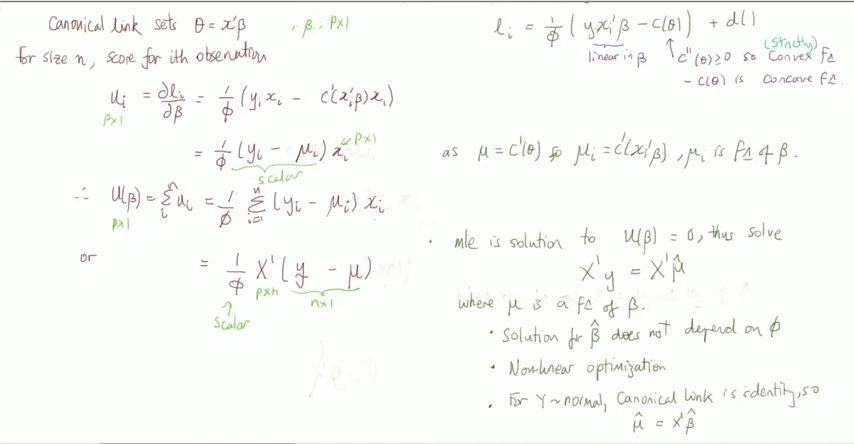 Canonical link sets θ = x'β , β: p×1
For size n, score for ith observation
u_i = ∂l_i/∂β = 1/φ (y_i x_i − c'(x_i'β) x_i)
p×1
= 1/φ (y_i − μ_i) x_i p×1
scalar
∴ U(β) = Σ_i^n u_i = 1/φ Σ_{i=1}^n (y_i − μ_i) x_i
p×1
or = 1/φ X' (y − μ)
p×n n×1
scalar
l_i = 1/φ (y x_i'β − c(θ)) + d( )
linear in β
(strictly)
c''(θ) ≥ 0 so convex fn
− c(θ) is concave fn
as μ = c'(θ) so μ_i = c'(x_i'β) , μ_i is fn of β.
· mle is solution to U(β) = 0, thus solve
X'y = X'μ̂
where μ is a fn of β.
· Solution for β̂ does not depend on φ
· Nonlinear optimization
· For Y ~ normal, canonical link is identity, so
μ̂ = x'β̂